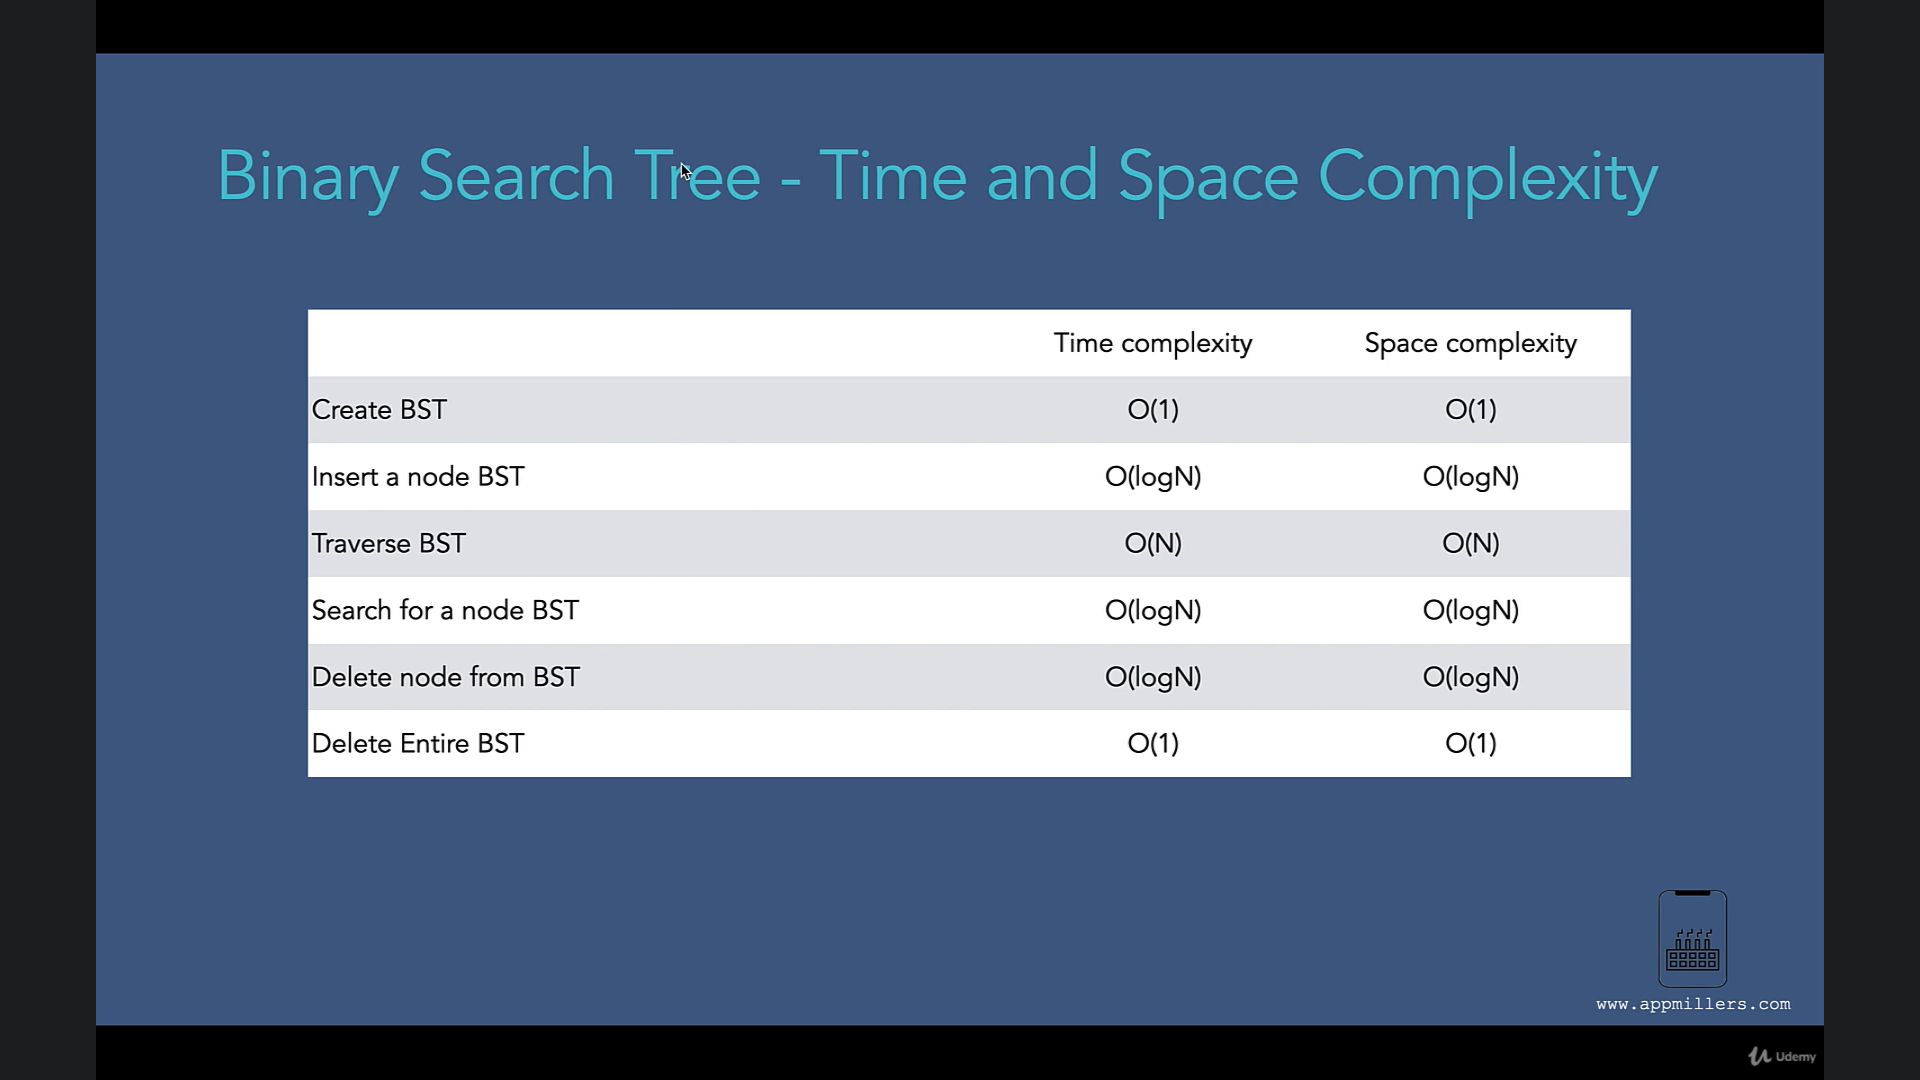 Binary Search Tree - Time and Space Complexity
Time complexity Space complexity
Create BST O(1) O(1)
Insert a node BST O(logN) O(logN)
Traverse BST O(N) O(N)
Search for a node BST O(logN) O(logN)
Delete node from BST O(logN) O(logN)
Delete Entire BST O(1) O(1)
www.appmillers.com
Udemy